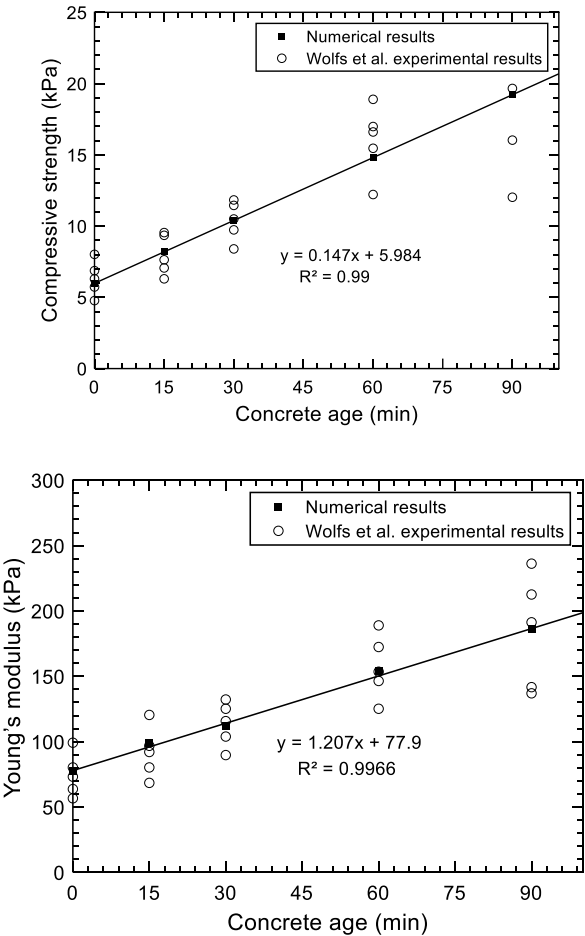 25
20
15
10
5
0
Compressive strength (kPa)
Numerical results
Wolfs et al. experimental results
y = 0.147x + 5.984
R² = 0.99
0 15 30 45 60 75 90
Concrete age (min)
300
250
200
150
100
50
0
Young's modulus (kPa)
Numerical results
Wolfs et al. experimental results
y = 1.207x + 77.9
R² = 0.9966
0 15 30 45 60 75 90
Concrete age (min)